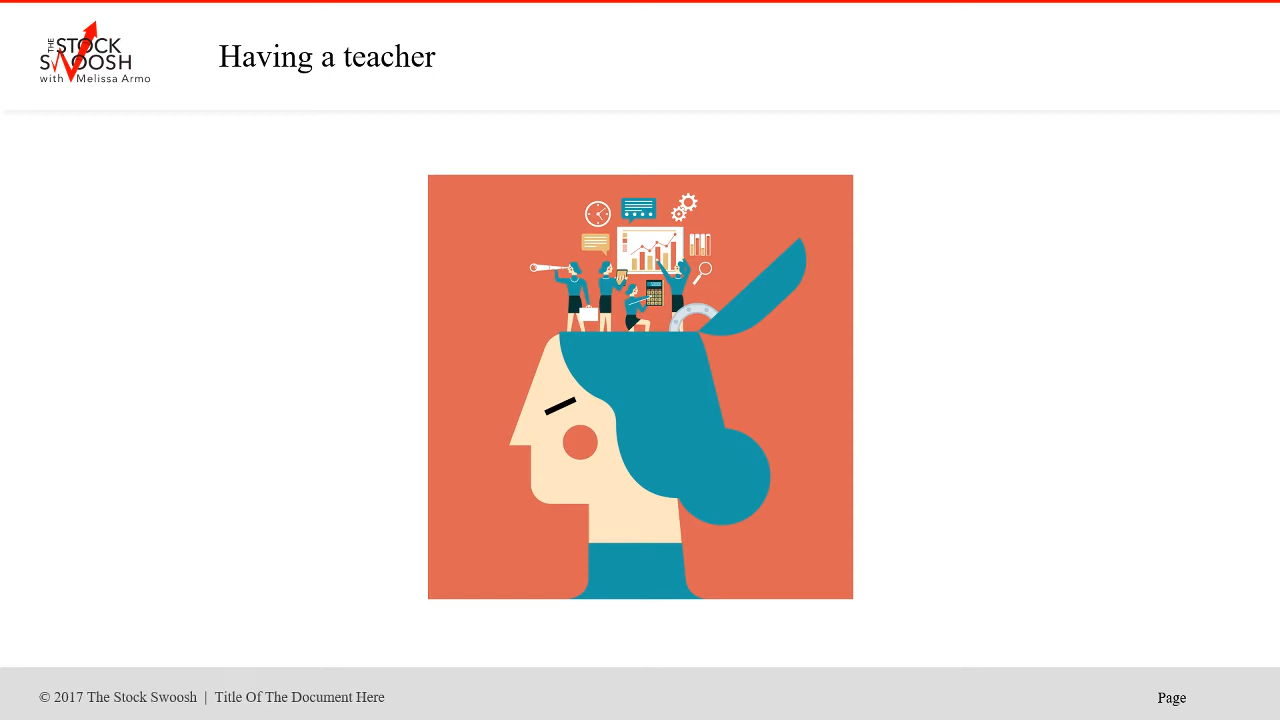 THE STOCK
SWOOSH
with Melissa Armo
Having a teacher
© 2017 The Stock Swoosh | Title Of The Document Here
Page